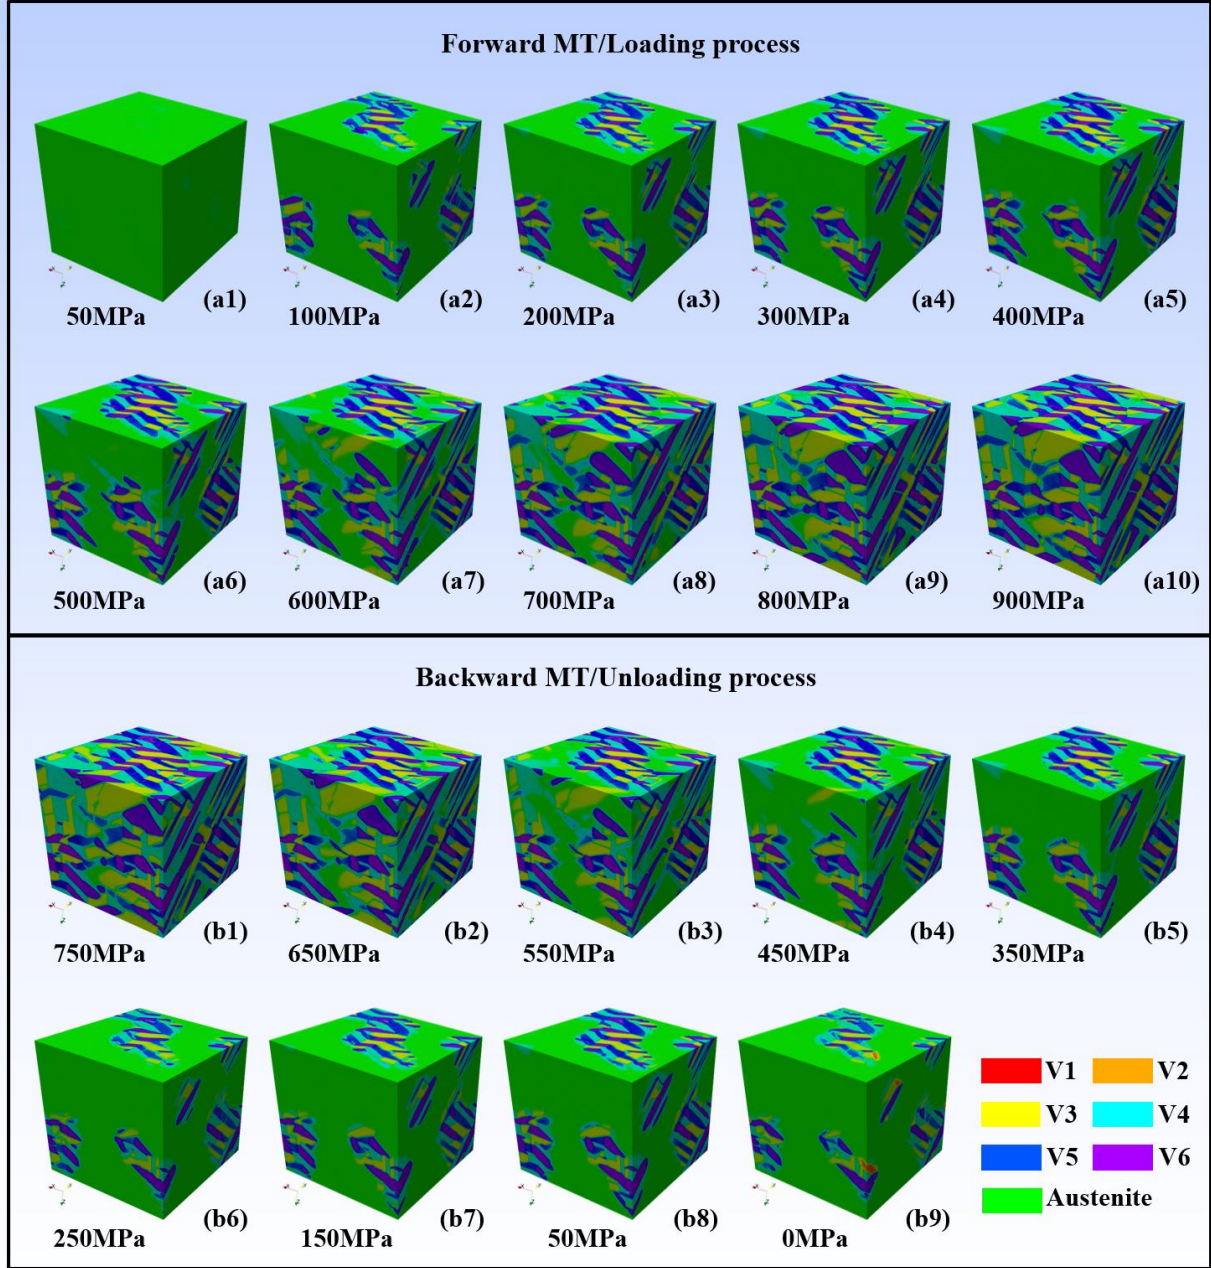 Forward MT/Loading process
(a1) (a2) (a3) (a4) (a5)
50MPa 100MPa 200MPa 300MPa 400MPa
(a6) (a7) (a8) (a9) (a10)
500MPa 600MPa 700MPa 800MPa 900MPa
Backward MT/Unloading process
(b1) (b2) (b3) (b4) (b5)
750MPa 650MPa 550MPa 450MPa 350MPa
(b6) (b7) (b8) (b9)
250MPa 150MPa 50MPa 0MPa
V1 V2
V3 V4
V5 V6
Austenite